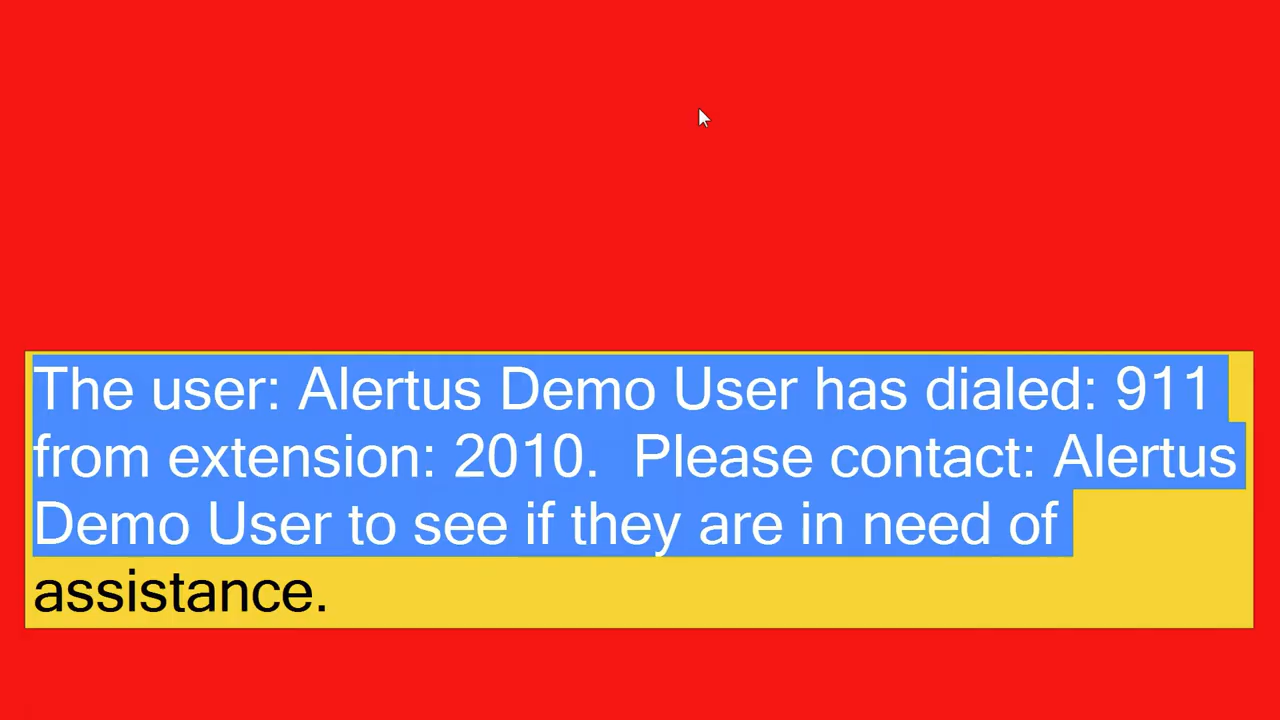 The user: Alertus Demo User has dialed: 911
from extension: 2010.  Please contact: Alertus
Demo User to see if they are in need of
assistance.